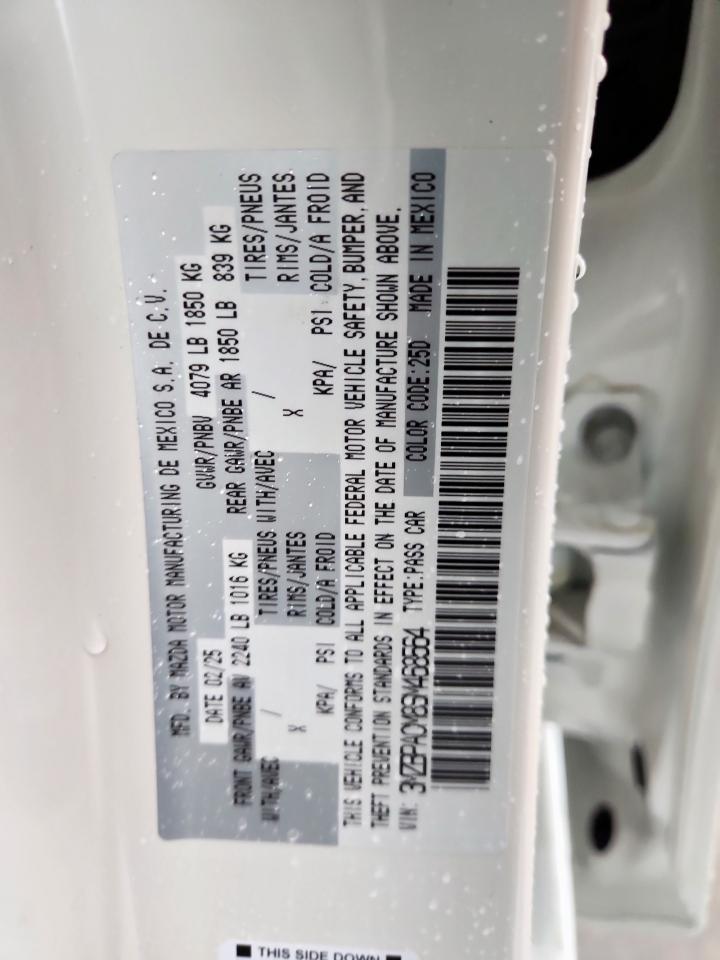 MFD. BY MAZDA MOTOR MANUFACTURING DE MEXICO S.A. DE C.V.
DATE 02/25 GVWR/PNBV 4079 LB 1850 KG
FRONT GAWR/PNBE AV 2240 LB 1016 KG REAR GAWR/PNBE AR 1850 LB 839 KG
WITH/AVEC / TIRES/PNEUS WITH/AVEC / TIRES/PNEUS
X RIMS/JANTES X RIMS/JANTES
KPA/ PSI COLD/A FROID KPA/ PSI COLD/A FROID
THIS VEHICLE CONFORMS TO ALL APPLICABLE FEDERAL MOTOR VEHICLE SAFETY, BUMPER, AND
THEFT PREVENTION STANDARDS IN EFFECT ON THE DATE OF MANUFACTURE SHOWN ABOVE.
VIN: TYPE:PASS CAR COLOR CODE:25D MADE IN MEXICO
THIS SIDE DOWN